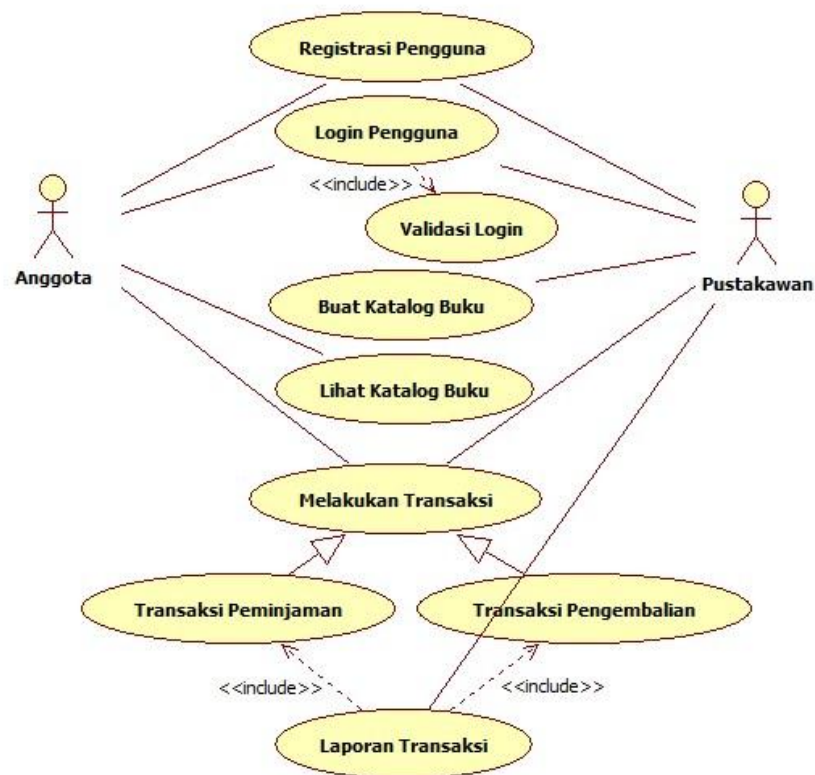 Registrasi Pengguna
Login Pengguna
<<include>>
Validasi Login
Anggota
Pustakawan
Buat Katalog Buku
Lihat Katalog Buku
Melakukan Transaksi
Transaksi Peminjaman
Transaksi Pengembalian
<<include>>
<<include>>
Laporan Transaksi